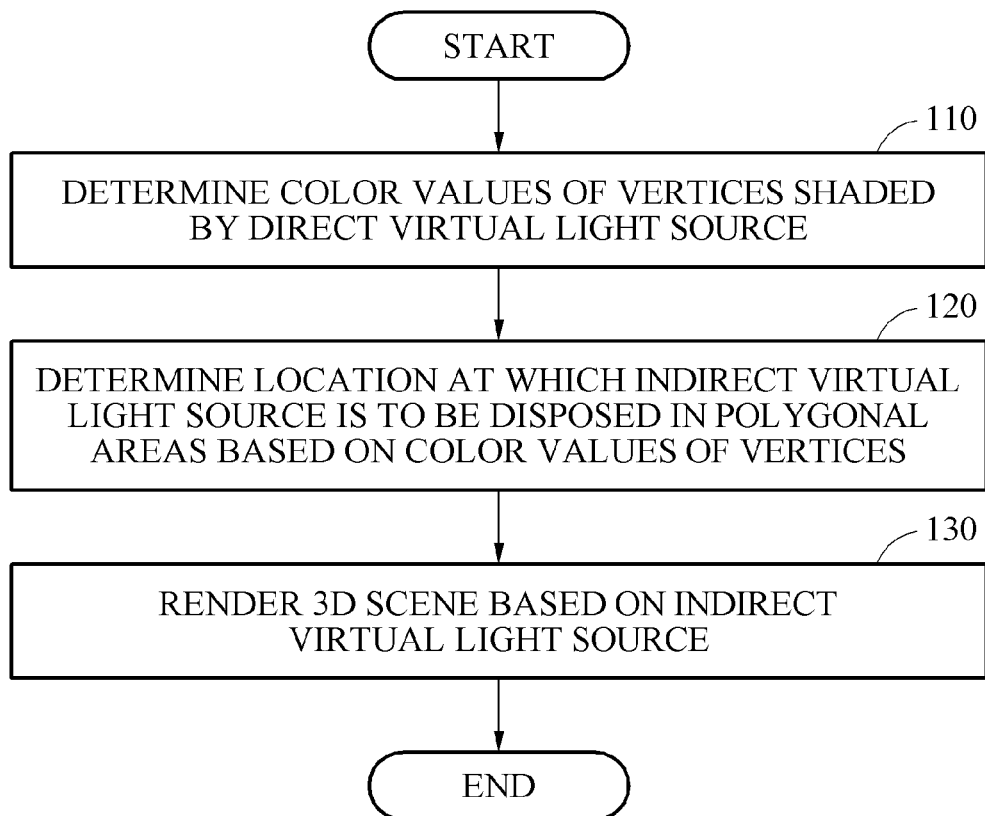 START
110
DETERMINE COLOR VALUES OF VERTICES SHADED
BY DIRECT VIRTUAL LIGHT SOURCE
120
DETERMINE LOCATION AT WHICH INDIRECT VIRTUAL
LIGHT SOURCE IS TO BE DISPOSED IN POLYGONAL
AREAS BASED ON COLOR VALUES OF VERTICES
130
RENDER 3D SCENE BASED ON INDIRECT
VIRTUAL LIGHT SOURCE
END